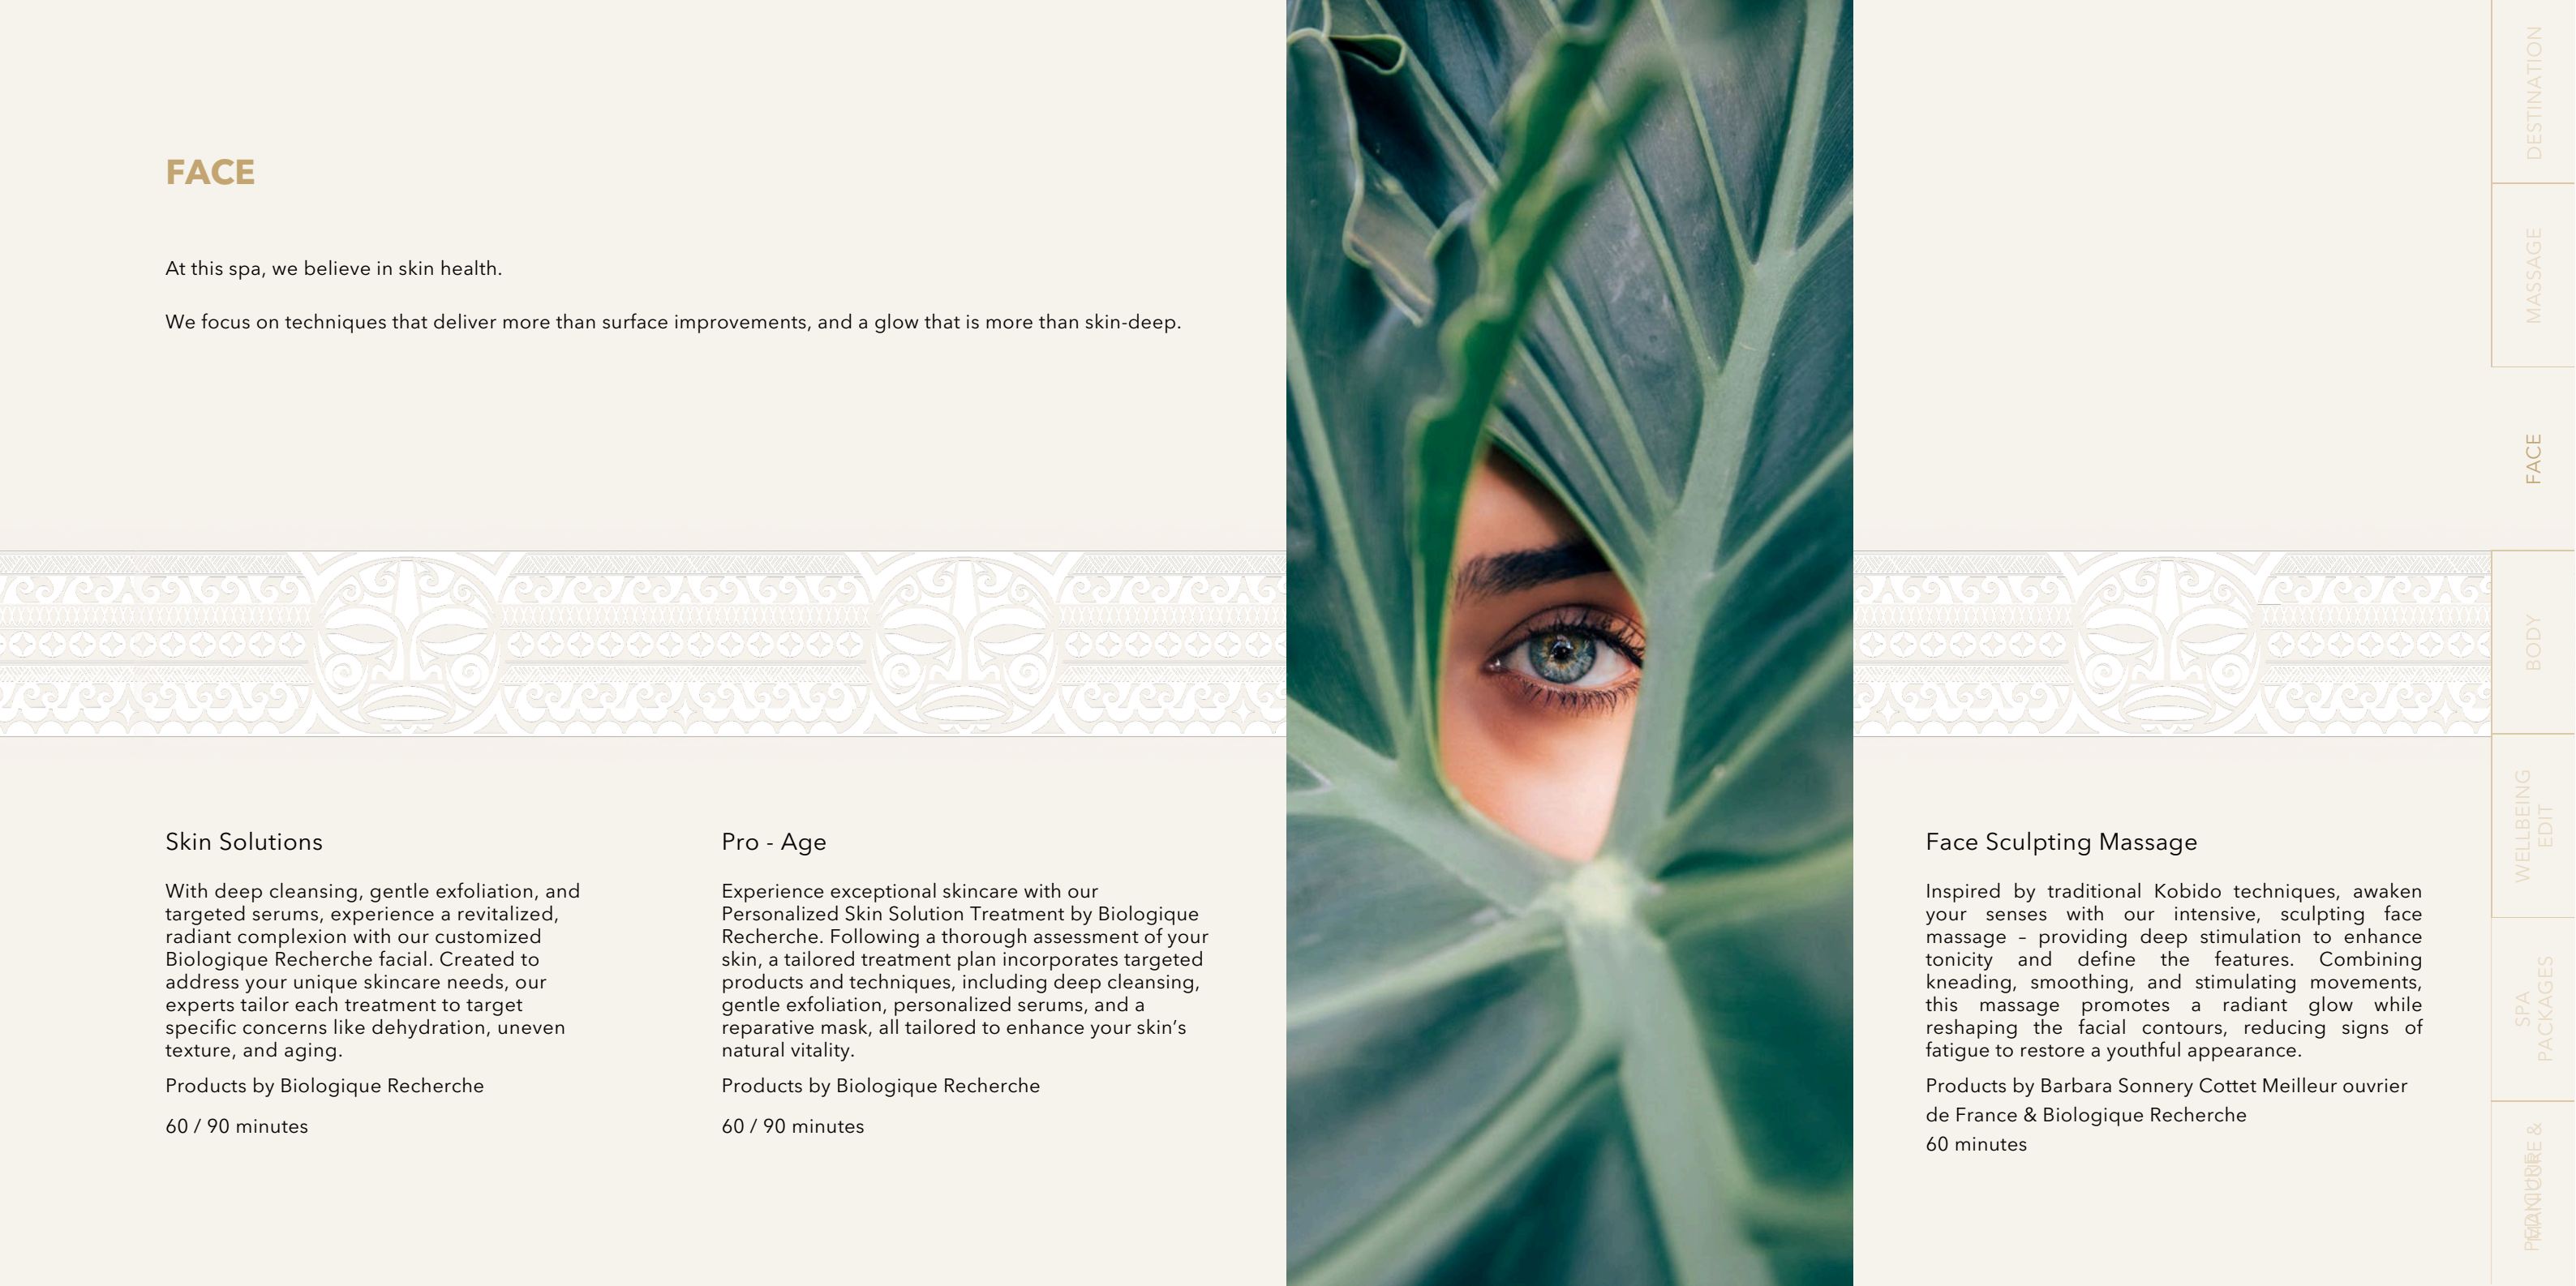 FACE
At this spa, we believe in skin health.
We focus on techniques that deliver more than surface improvements, and a glow that is more than skin-deep.
Skin Solutions
With deep cleansing, gentle exfoliation, and
targeted serums, experience a revitalized,
radiant complexion with our customized
Biologique Recherche facial. Created to
address your unique skincare needs, our
experts tailor each treatment to target
specific concerns like dehydration, uneven
texture, and aging.
Products by Biologique Recherche
60 / 90 minutes
Pro - Age
Experience exceptional skincare with our
Personalized Skin Solution Treatment by Biologique
Recherche. Following a thorough assessment of your
skin, a tailored treatment plan incorporates targeted
products and techniques, including deep cleansing,
gentle exfoliation, personalized serums, and a
reparative mask, all tailored to enhance your skin’s
natural vitality.
Products by Biologique Recherche
60 / 90 minutes
Face Sculpting Massage
Inspired by traditional Kobido techniques, awaken
your senses with our intensive, sculpting face
massage – providing deep stimulation to enhance
tonicity and define the features. Combining
kneading, smoothing, and stimulating movements,
this massage promotes a radiant glow while
reshaping the facial contours, reducing signs of
fatigue to restore a youthful appearance.
Products by Barbara Sonnery Cottet Meilleur ouvrier
de France & Biologique Recherche
60 minutes
DESTINATION
MASSAGE
FACE
BODY
WELLBEING
EDIT
SPA
PACKAGES
MANICURE &
PEDICURE